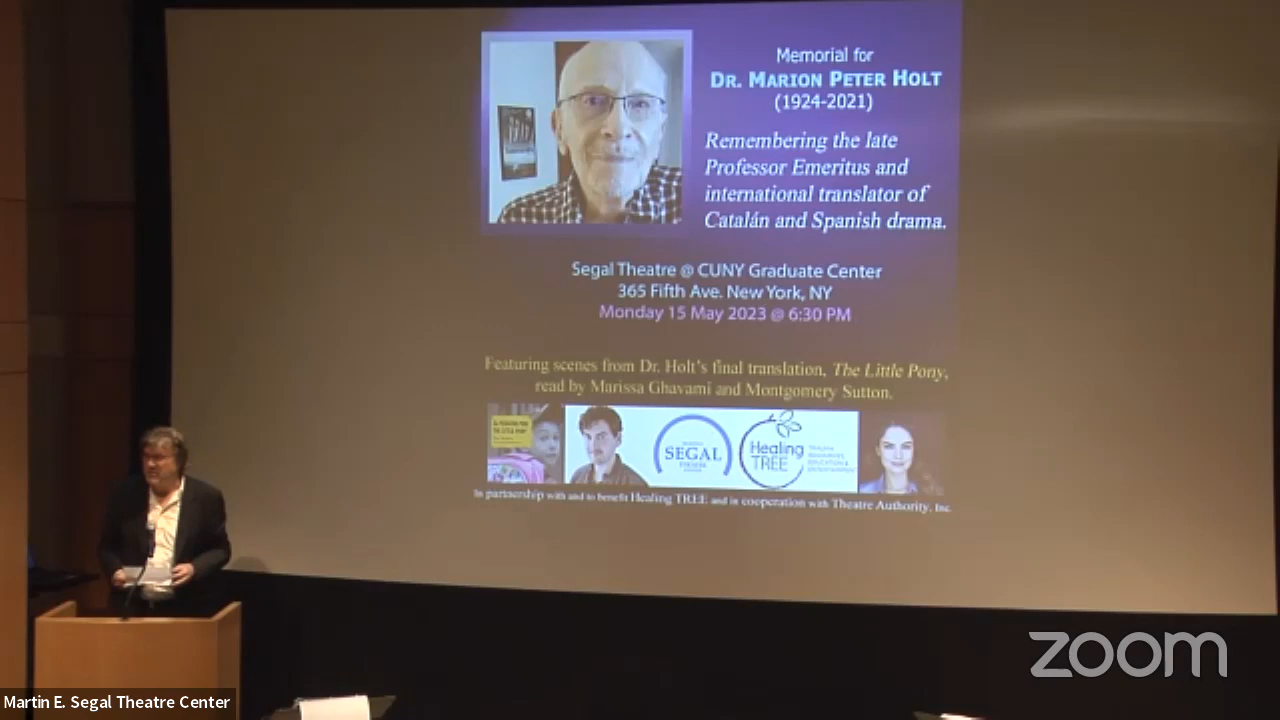 Memorial for
DR. MARION PETER HOLT
(1924-2021)
Remembering the late
Professor Emeritus and
international translator of
Catalán and Spanish drama.
Segal Theatre @ CUNY Graduate Center
365 Fifth Ave. New York, NY
Monday 15 May 2023 @ 6:30 PM
Featuring scenes from Dr. Holt's final translation, The Little Pony,
read by Marissa Ghavami and Montgomery Sutton.
SEGAL
Healing
TREE
In partnership with and to benefit Healing TREE and in cooperation with Theatre Authority, Inc.
zoom
Martin E. Segal Theatre Center